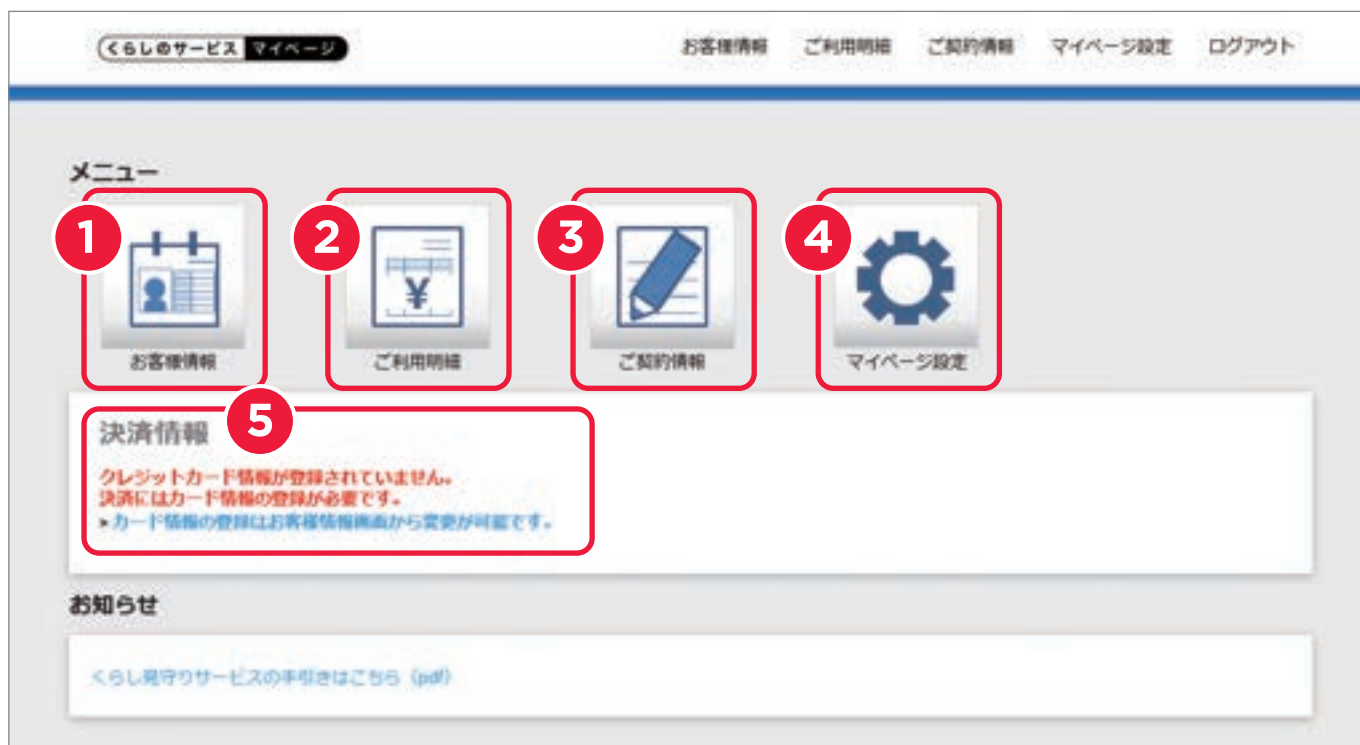 くらしのサービス マイページ
お客様情報 ご利用明細 ご契約情報 マイページ設定 ログアウト
メニュー
1 2 3 4
¥
お客様情報 ご利用明細 ご契約情報 マイページ設定
5
決済情報
クレジットカード情報が登録されていません。
決済にはカード情報の登録が必要です。
▸カード情報の登録はお客様情報画面から変更が可能です。
お知らせ
くらし見守りサービスの手引きはこちら (pdf)